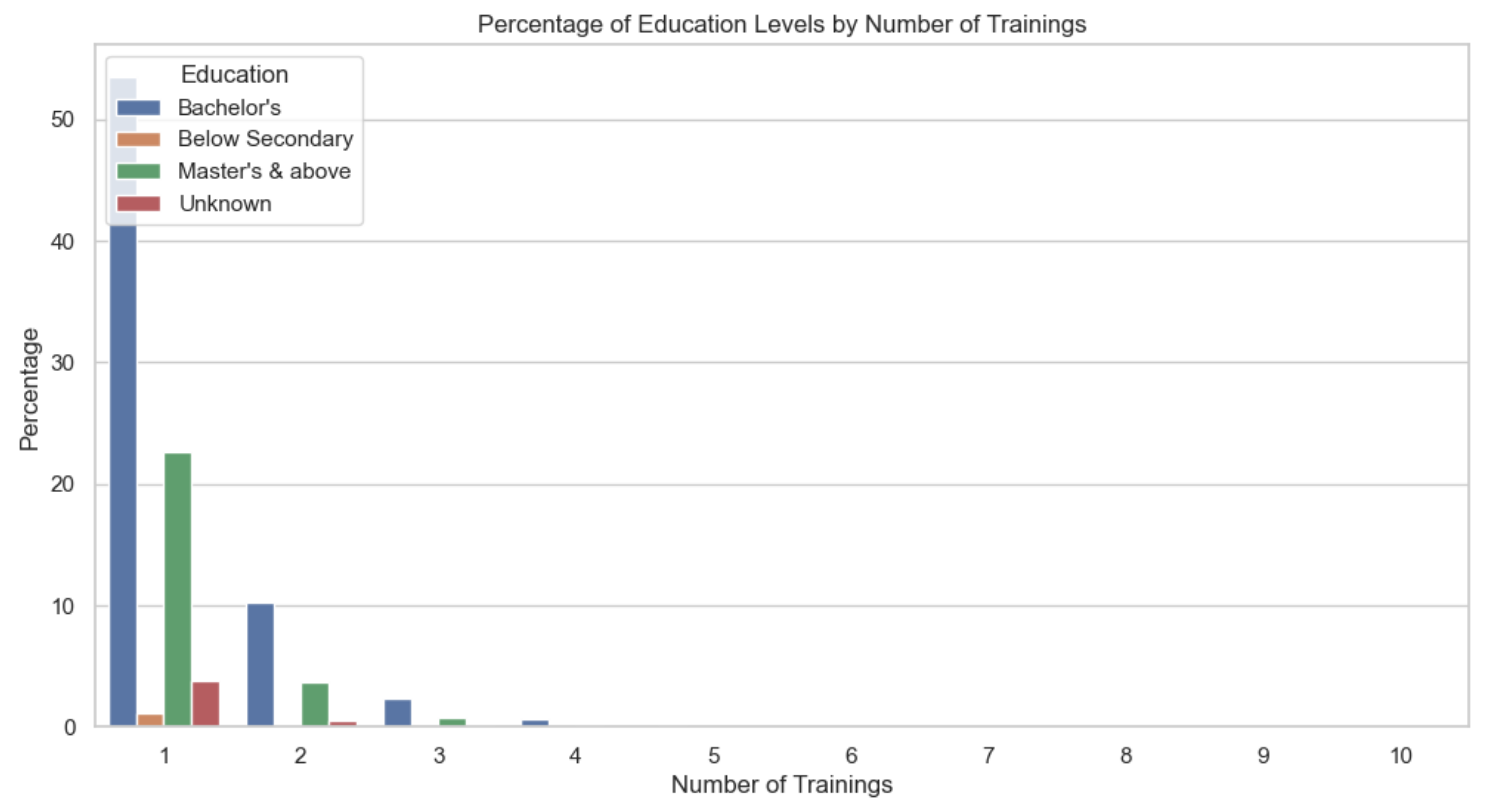 Percentage of Education Levels by Number of Trainings
Education
Bachelor's
Below Secondary
Master's & above
Unknown
50
40
30
20
10
0
Percentage
1 2 3 4 5 6 7 8 9 10
Number of Trainings